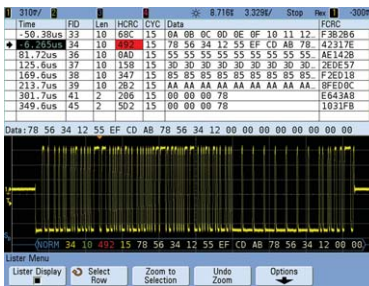 1 310V/ 2 8.716s 3.329s/ Stop -300
Time FID Len HCRC CYC Data FCRC
-50.38us 33 10 68C 15 0A 0B 0C 0D 0E 0F 10 11 12… F3B2B6
-6.265us 34 10 492 15 78 56 34 12 55 EF CD AB 78… 42317E
81.72us 36 10 0AD 15 55 55 55 55 55 55 55 55 55… AE142B
125.6us 37 158 15 3D 3D 3D 3D 3D 3D 3D 3D 3D… 2EDE57
169.6us 38 10 347 15 85 85 85 85 85 85 85 85 85… F2ED18
213.7us 39 10 2B2 15 AA AA AA AA AA AA AA AA AA… 8FED0C
301.7us 41 2 206 15 00 00 00 78 E643A8
349.6us 45 2 5D2 15 00 00 00 78 1031FB
Data: 78 56 34 12 55 EF CD AB 78 56 34 12 00 00 00 00 00 00 00 00
NORM 34 10 492 15 78 56 34 12 55 EF CD AB 78 56 34 12 00 00
Lister Menu
Lister Display
Select Row
Zoom to Selection
Undo Zoom
Options